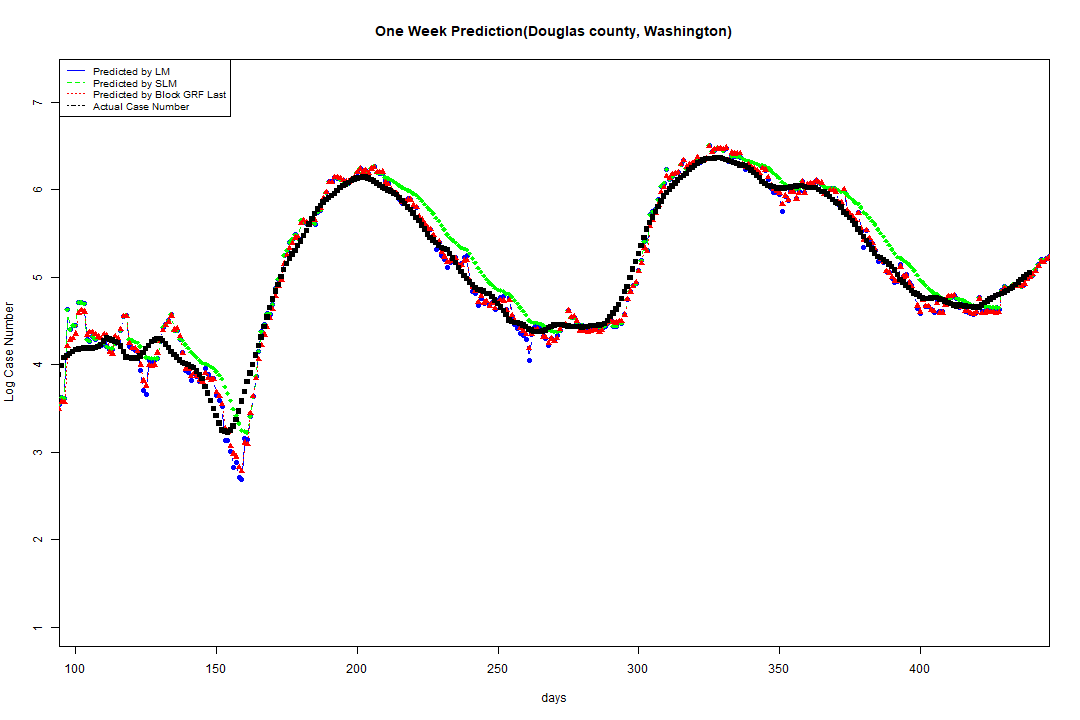 One Week Prediction(Douglas county, Washington)
Predicted by LM
Predicted by SLM
Predicted by Block GRF Last
Actual Case Number
Log Case Number
7
6
5
4
3
2
1
100 150 200 250 300 350 400
days